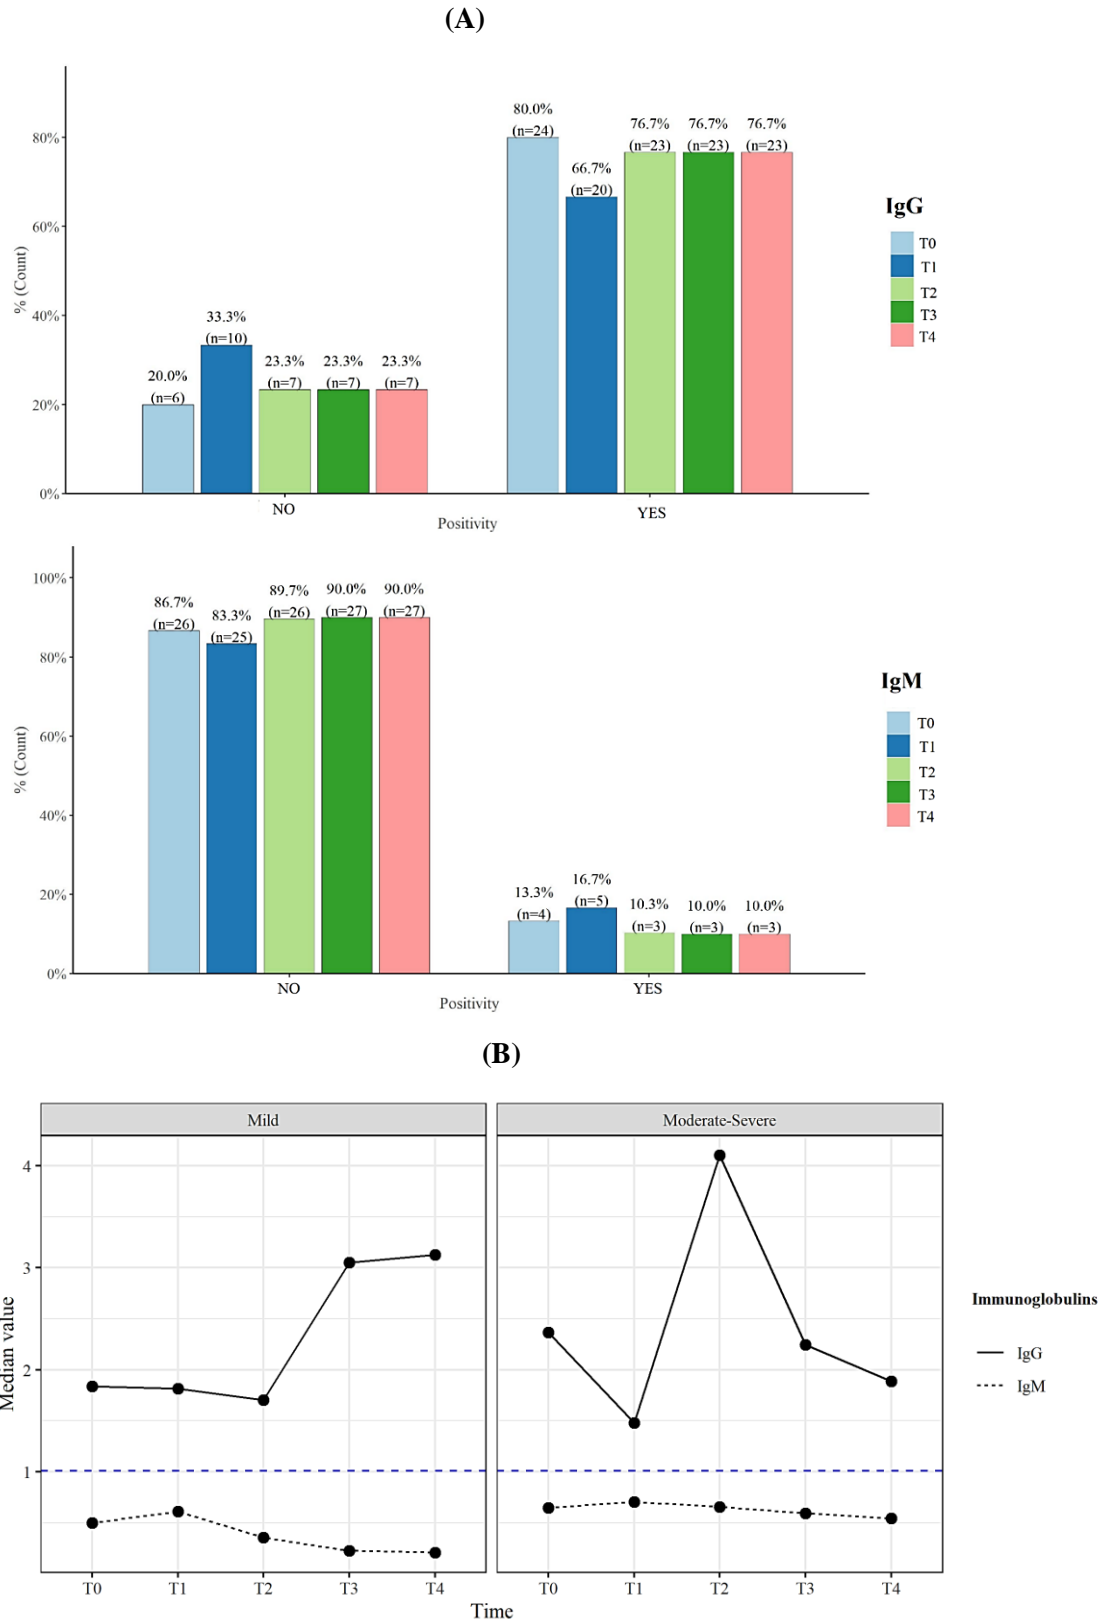 (A)
80.0%
(n=24)
76.7%
(n=23)
76.7%
(n=23)
76.7%
(n=23)
66.7%
(n=20)
33.3%
(n=10)
20.0%
(n=6)
23.3%
(n=7)
23.3%
(n=7)
23.3%
(n=7)
80%
60%
40%
20%
0%
% (Count)
NO
YES
Positivity
IgG
T0
T1
T2
T3
T4
100%
80%
60%
40%
20%
0%
% (Count)
86.7%
(n=26)
83.3%
(n=25)
89.7%
(n=26)
90.0%
(n=27)
90.0%
(n=27)
13.3%
(n=4)
16.7%
(n=5)
10.3%
(n=3)
10.0%
(n=3)
10.0%
(n=3)
NO
YES
Positivity
IgM
T0
T1
T2
T3
T4
(B)
Mild
Moderate-Severe
4
3
2
1
Median value
T0 T1 T2 T3 T4
T0 T1 T2 T3 T4
Time
Immunoglobulins
IgG
IgM